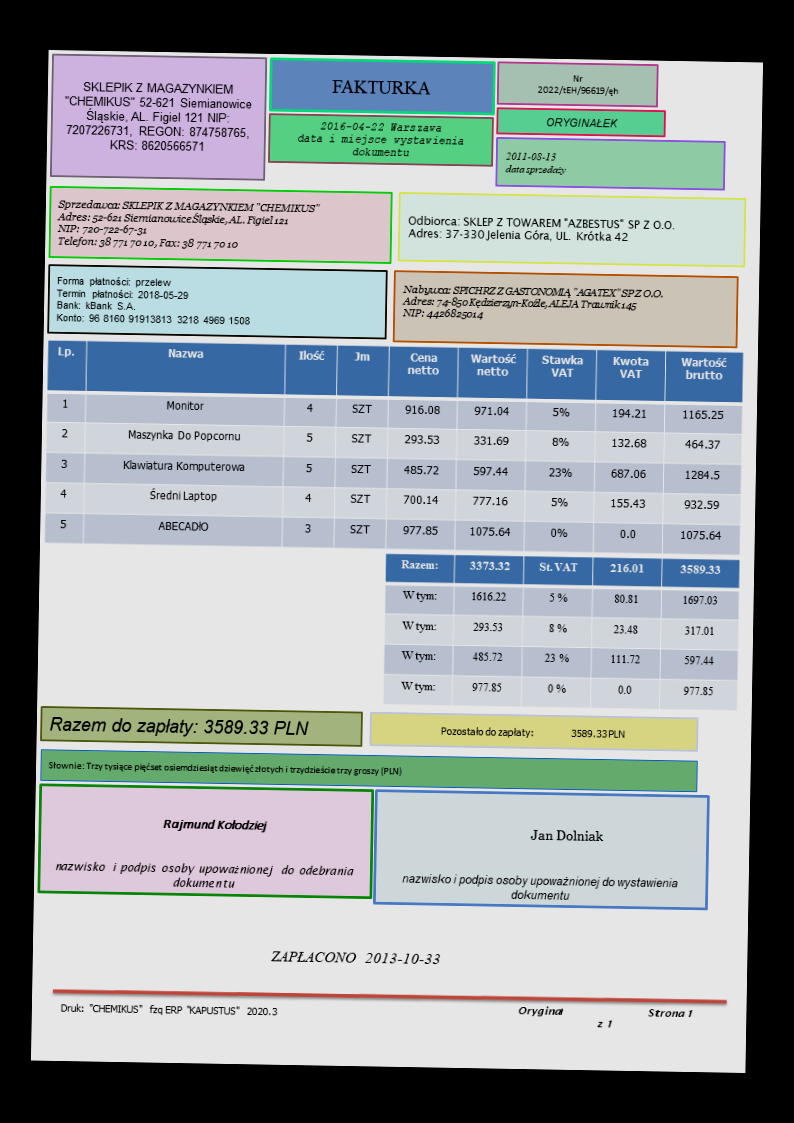 SKLEPIK Z MAGAZYNKIEM
"CHEMIKUS" 52-621 Siemianowice
Śląskie, AL. Figiel 121 NIP:
7207226731, REGON: 874758765,
KRS: 8620566571
FAKTURKA
2016-04-22 Warszawa
data i miejsce wystawienia
dokumentu
Nr
2022/tEH/96619/ęh
ORYGINAŁEK
2011-08-13
data sprzedaży
Sprzedawca: SKLEPIK Z MAGAZYNKIEM "CHEMIKUS"
Adres: 52-621 Siemianowice Śląskie, AL. Figiel 121
NIP: 720-722-67-31
Telefon: 38 771 70 10, Fax: 38 771 70 10
Odbiorca: SKLEP Z TOWAREM "AZBESTUS" SP Z O.O.
Adres: 37-330 Jelenia Góra, UL. Krótka 42
Forma płatności: przelew
Termin płatności: 2018-05-29
Bank: kBank S.A.
Konto: 96 8160 91913813 3218 4969 1508
Nabywca: SPICHRZ Z GASTONOMIĄ "AGATEX" SP Z O.O.
Adres: 74-850 Kędzierzyn-Koźle, ALEJA Trawnik 145
NIP: 4426825014
Lp. Nazwa Ilość Jm Cena netto Wartość netto Stawka VAT Kwota VAT Wartość brutto
1 Monitor 4 SZT 916.08 971.04 5% 194.21 1165.25
2 Maszynka Do Popcornu 5 SZT 293.53 331.69 8% 132.68 464.37
3 Klawiatura Komputerowa 5 SZT 485.72 597.44 23% 687.06 1284.5
4 Średni Laptop 4 SZT 700.14 777.16 5% 155.43 932.59
5 ABECADŁO 3 SZT 977.85 1075.64 0% 0.0 1075.64
Razem: 3373.32 St. VAT 216.01 3589.33
W tym: 1616.22 5 % 80.81 1697.03
W tym: 293.53 8 % 23.48 317.01
W tym: 485.72 23 % 111.72 597.44
W tym: 977.85 0 % 0.0 977.85
Razem do zapłaty: 3589.33 PLN
Pozostało do zapłaty: 3589.33 PLN
Słownie: Trzy tysiące pięćset osiemdziesiąt dziewięć złotych i trzydzieście trzy groszy (PLN)
Rajmund Kołodziej
nazwisko i podpis osoby upoważnionej do odebrania
dokumentu
Jan Dolniak
nazwisko i podpis osoby upoważnionej do wystawienia
dokumentu
ZAPŁACONO 2013-10-33
Druk: "CHEMIKUS" fzq ERP "KAPUSTUS" 2020.3
Oryginał Strona 1
z 1